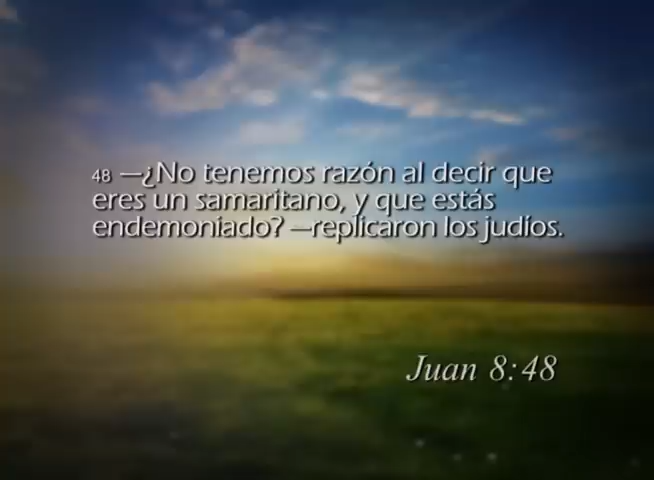 48 —¿No tenemos razón al decir que
eres un samaritano, y que estás
endemoniado? —replicaron los judíos.
Juan 8:48